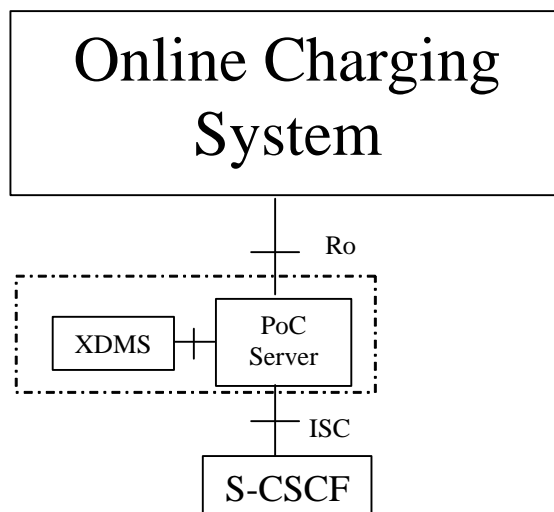 Online Charging
System
Ro
XDMS
PoC
Server
ISC
S-CSCF